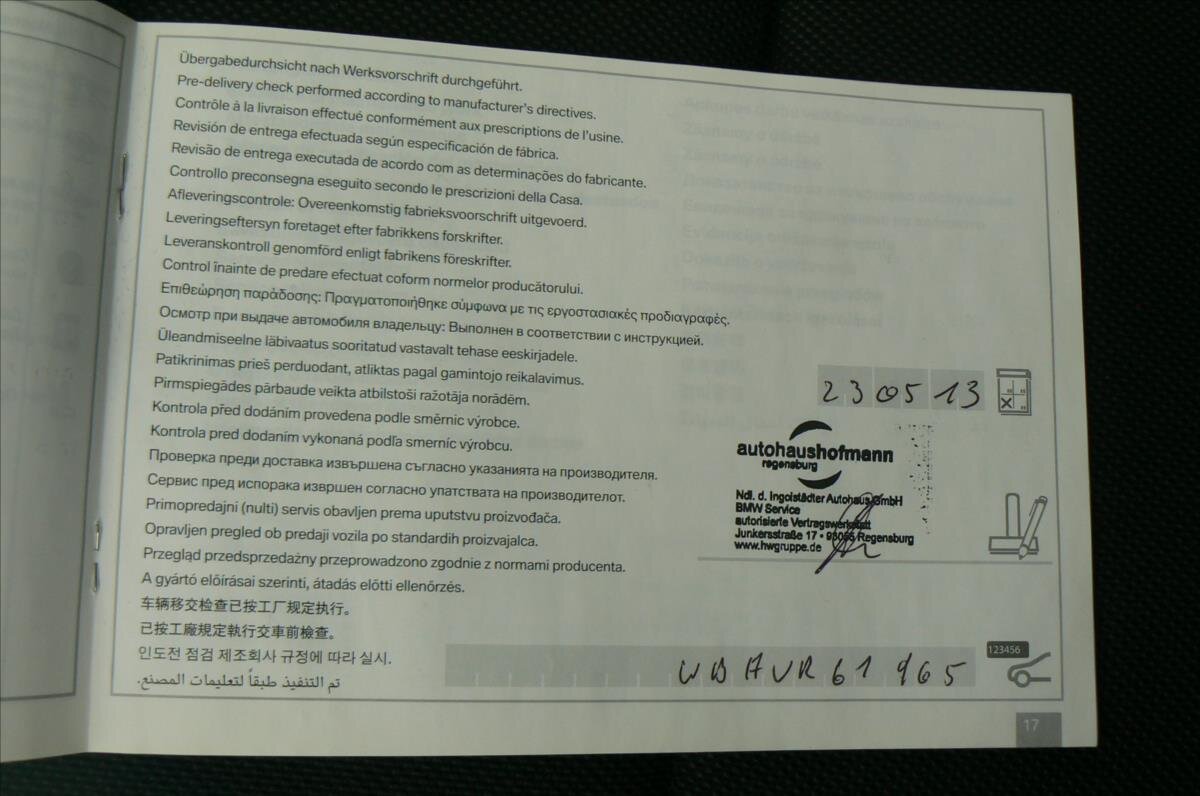 Übergabedurchsicht nach Werksvorschrift durchgeführt.
Pre-delivery check performed according to manufacturer's directives.
Contrôle à la livraison effectué conformément aux prescriptions de l'usine.
Revisión de entrega efectuada según especificación de fábrica.
Revisão de entrega executada de acordo com as determinações do fabricante.
Controllo preconsegna eseguito secondo le prescrizioni della Casa.
Afleveringscontrole: Overeenkomstig fabrieksvoorschrift uitgevoerd.
Leveringseftersyn foretaget efter fabrikkens forskrifter.
Leveranskontroll genomförd enligt fabrikens föreskrifter.
Control înainte de predare efectuat coform normelor producătorului.
Επιθεώρηση παράδοσης: Πραγματοποιήθηκε σύμφωνα με τις εργοστασιακές προδιαγραφές.
Осмотр при выдаче автомобиля владельцу: Выполнен в соответствии с инструкцией.
Üleandmiseelne läbivaatus sooritatud vastavalt tehase eeskirjadele.
Patikrinimas prieš perduodant, atliktas pagal gamintojo reikalavimus.
Pirmspiegādes pārbaude veikta atbilstoši ražotāja norādēm.
Kontrola před dodáním provedena podle směrnic výrobce.
Kontrola pred dodaním vykonaná podľa smerníc výrobcu.
Проверка преди доставка извършена съгласно указанията на производителя.
Сервис пред испорака извршен согласно упатствата на производителот.
Primopredajni (nulti) servis obavljen prema uputstvu proizvođača.
Opravljen pregled ob predaji vozila po standardih proizvajalca.
Przegląd przedsprzedażny przeprowadzono zgodnie z normami producenta.
A gyártó előírásai szerinti, átadás előtti ellenőrzés.
车辆移交检查已按工厂规定执行。
已按工廠規定執行交車前檢查。
인도전 점검 제조회사 규정에 따라 실시.
تم التنفيذ طبقاً لتعليمات المصنع.
230513
autohaushofmann
regensburg
Ndl. d. Ingolstädter Autohaus GmbH
BMW Service
autorisierte Vertragswerkstatt
Junkersstraße 17 • 93055 Regensburg
www.hwgruppe.de
123456
WBAVR61965
17